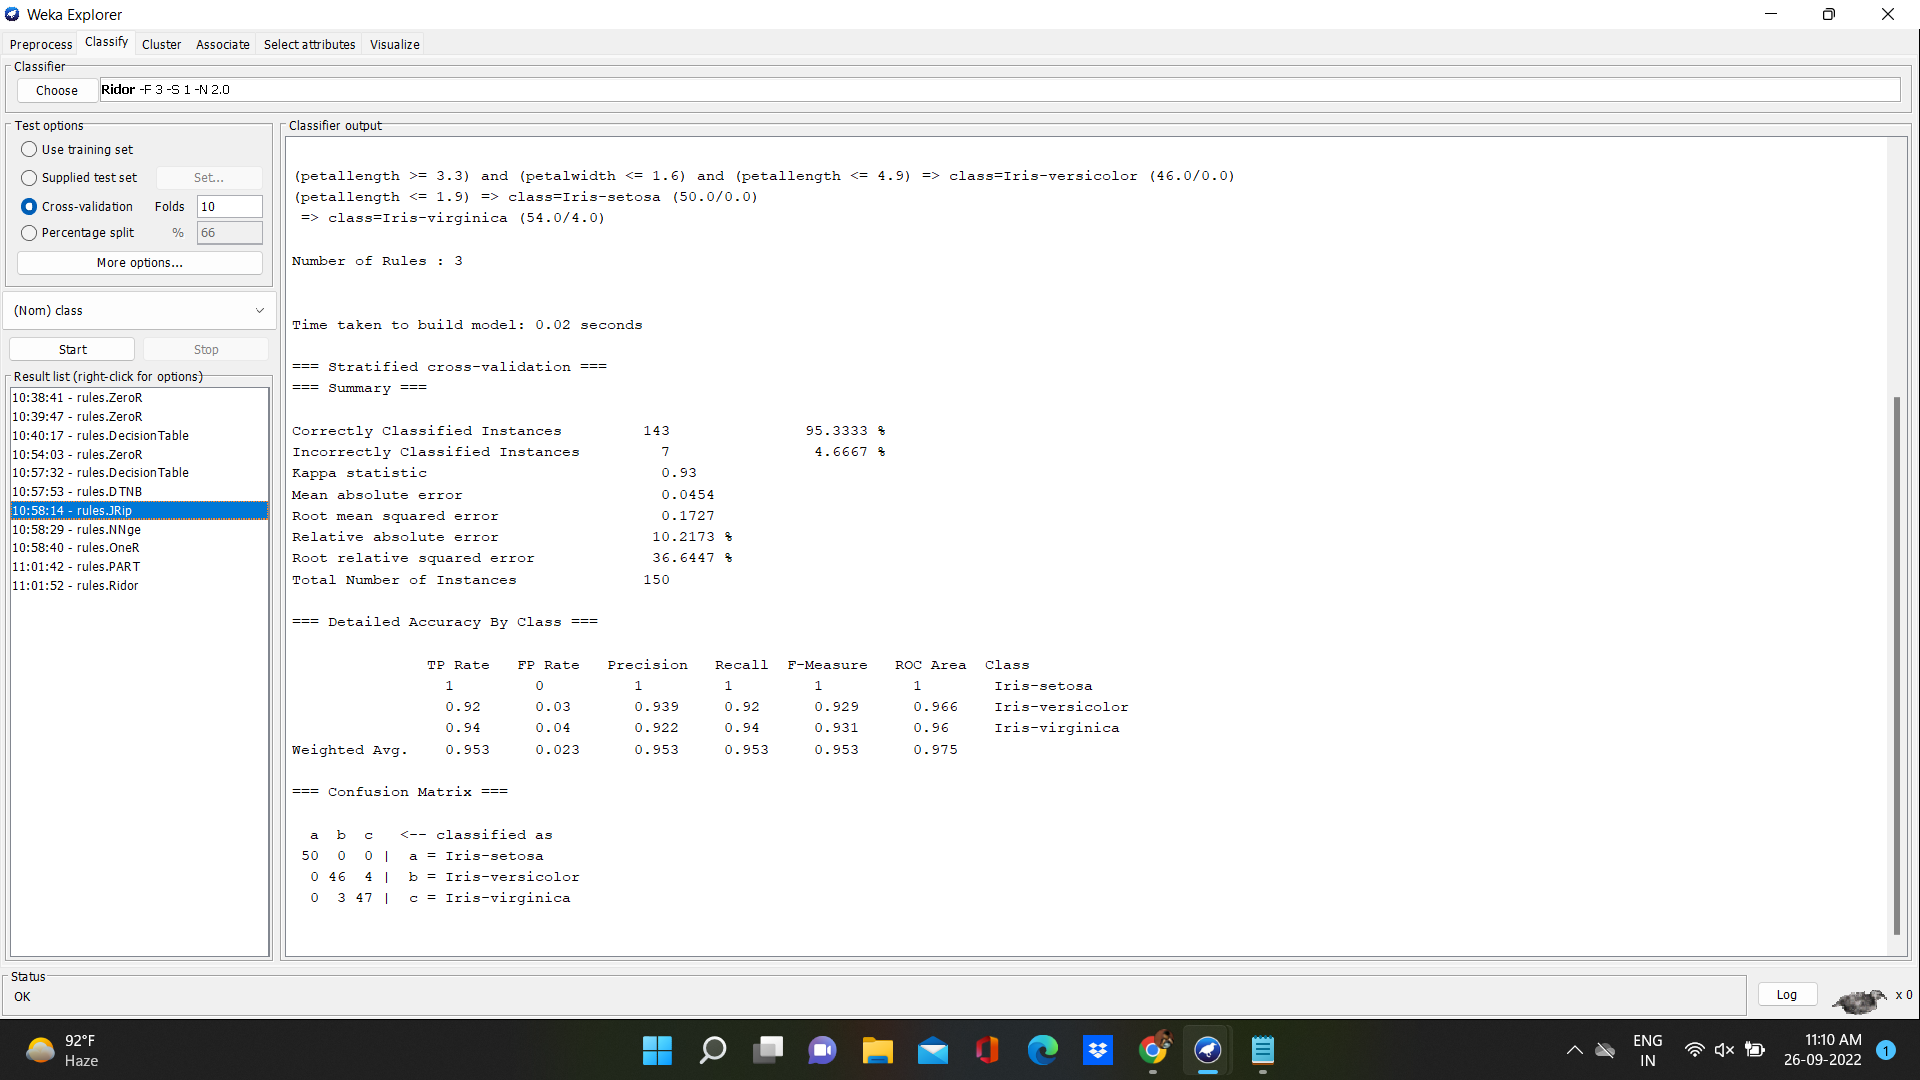 Weka Explorer
Preprocess Classify Cluster Associate Select attributes Visualize
Classifier
Choose Ridor -F 3 -S 1 -N 2.0
Test options
Use training set
Supplied test set Set...
Cross-validation Folds 10
Percentage split % 66
More options...
(Nom) class
Start Stop
Result list (right-click for options)
10:38:41 - rules.ZeroR
10:39:47 - rules.ZeroR
10:40:17 - rules.DecisionTable
10:54:03 - rules.ZeroR
10:57:32 - rules.DecisionTable
10:57:53 - rules.DTNB
10:58:14 - rules.JRip
10:58:29 - rules.NNge
10:58:40 - rules.OneR
11:01:42 - rules.PART
11:01:52 - rules.Ridor
Classifier output
(petallength >= 3.3) and (petalwidth <= 1.6) and (petallength <= 4.9) => class=Iris-versicolor (46.0/0.0)
(petallength <= 1.9) => class=Iris-setosa (50.0/0.0)
=> class=Iris-virginica (54.0/4.0)
Number of Rules : 3
Time taken to build model: 0.02 seconds
=== Stratified cross-validation ===
=== Summary ===
Correctly Classified Instances 143 95.3333 %
Incorrectly Classified Instances 7 4.6667 %
Kappa statistic 0.93
Mean absolute error 0.0454
Root mean squared error 0.1727
Relative absolute error 10.2173 %
Root relative squared error 36.6447 %
Total Number of Instances 150
=== Detailed Accuracy By Class ===
TP Rate FP Rate Precision Recall F-Measure ROC Area Class
1 0 1 1 1 1 Iris-setosa
0.92 0.03 0.939 0.92 0.929 0.966 Iris-versicolor
0.94 0.04 0.922 0.94 0.931 0.96 Iris-virginica
Weighted Avg. 0.953 0.023 0.953 0.953 0.953 0.975
=== Confusion Matrix ===
a b c <-- classified as
50 0 0 | a = Iris-setosa
0 46 4 | b = Iris-versicolor
0 3 47 | c = Iris-virginica
Status
OK
Log
x 0
92°F
Haze
ENG
IN
11:10 AM
26-09-2022
1